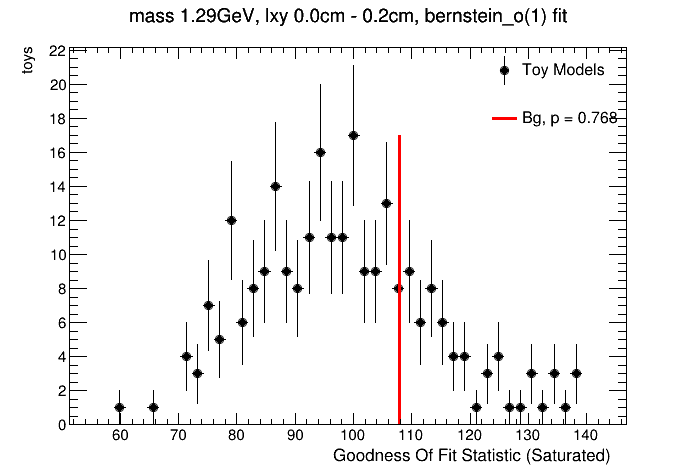 mass 1.29GeV, lxy 0.0cm - 0.2cm, bernstein_o(1) fit
toys
22
20
18
16
14
12
10
8
6
4
2
0
Toy Models
Bg, p = 0.768
60 70 80 90 100 110 120 130 140
Goodness Of Fit Statistic (Saturated)